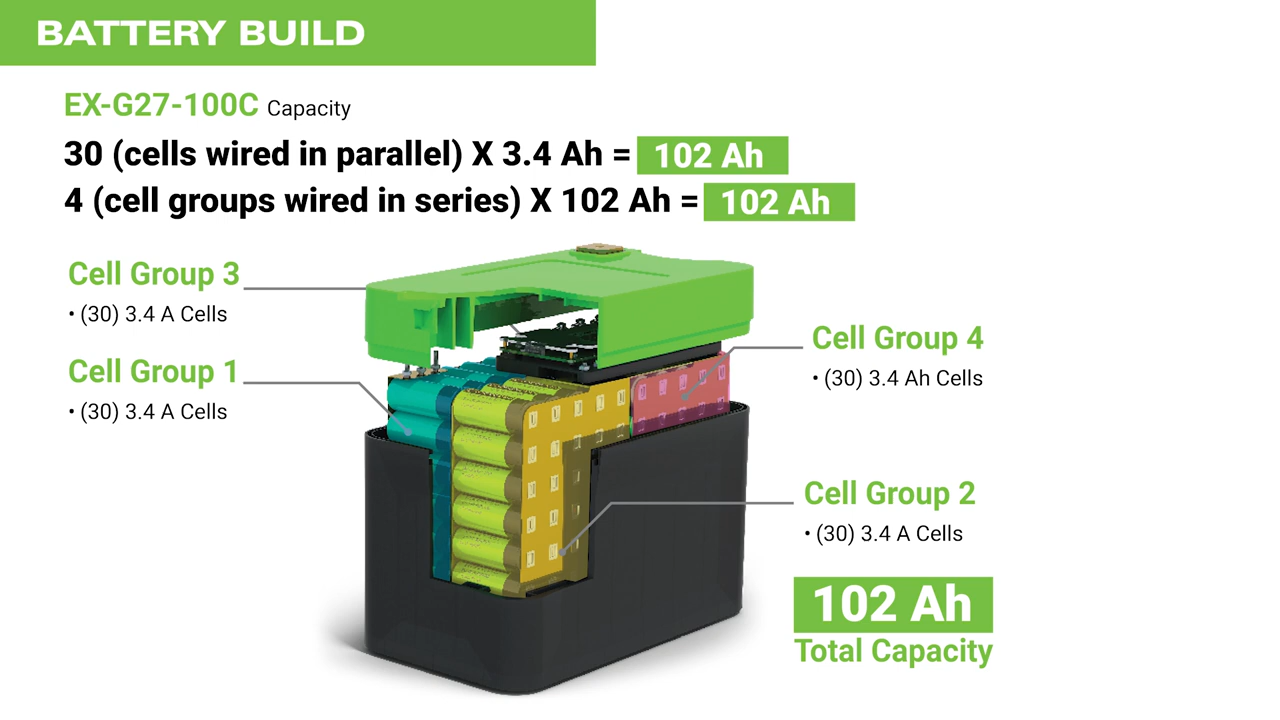 BATTERY BUILD
EX-G27-100C Capacity
30 (cells wired in parallel) X 3.4 Ah = 102 Ah
4 (cell groups wired in series) X 102 Ah = 102 Ah
Cell Group 3
• (30) 3.4 A Cells
Cell Group 1
• (30) 3.4 A Cells
Cell Group 4
• (30) 3.4 Ah Cells
Cell Group 2
• (30) 3.4 A Cells
102 Ah
Total Capacity